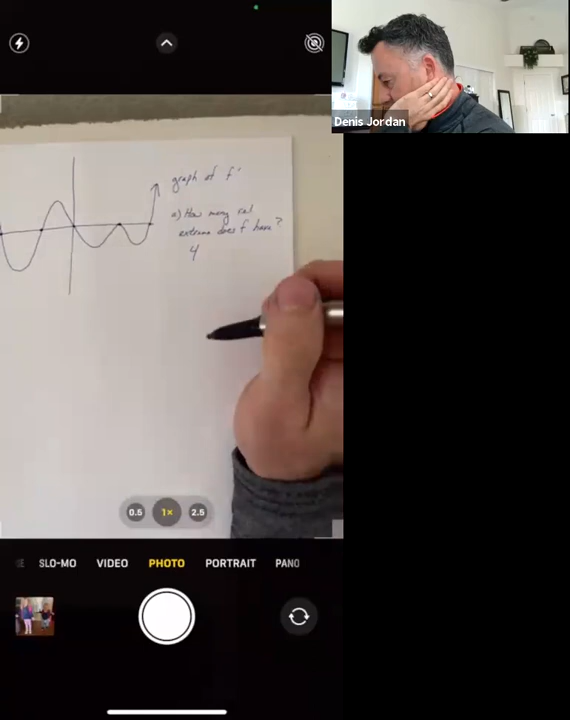 Denis Jordan
graph of f'
a) How many rel
extrema does f have?
4
0.5 1× 2.5
SLO-MO VIDEO PHOTO PORTRAIT PANO